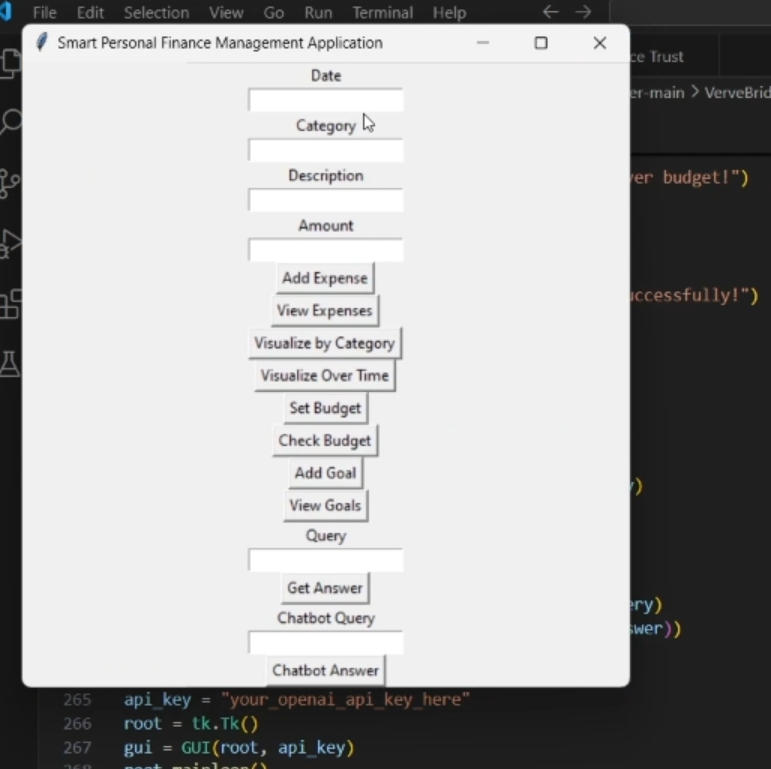 File Edit Selection View Go Run Terminal Help
Smart Personal Finance Management Application
ce Trust
er-main > VerveBrid
Date
Category
Description
Amount
Add Expense
View Expenses
Visualize by Category
Visualize Over Time
Set Budget
Check Budget
Add Goal
View Goals
Query
Get Answer
Chatbot Query
Chatbot Answer
ver budget!")
uccessfully!")
y)
ery)
swer))
265 api_key = "your_openai_api_key_here"
266 root = tk.Tk()
267 gui = GUI(root, api_key)
268 root.mainloop()